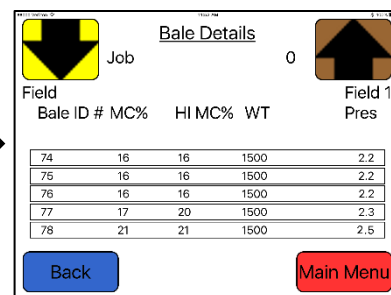 Bale Details
Job 0
Field Field 1
Bale ID # MC% HI MC% WT Pres
74 16 16 1500 2.2
75 16 16 1500 2.2
76 16 16 1500 2.2
77 17 20 1500 2.3
78 21 21 1500 2.5
Back Main Menu